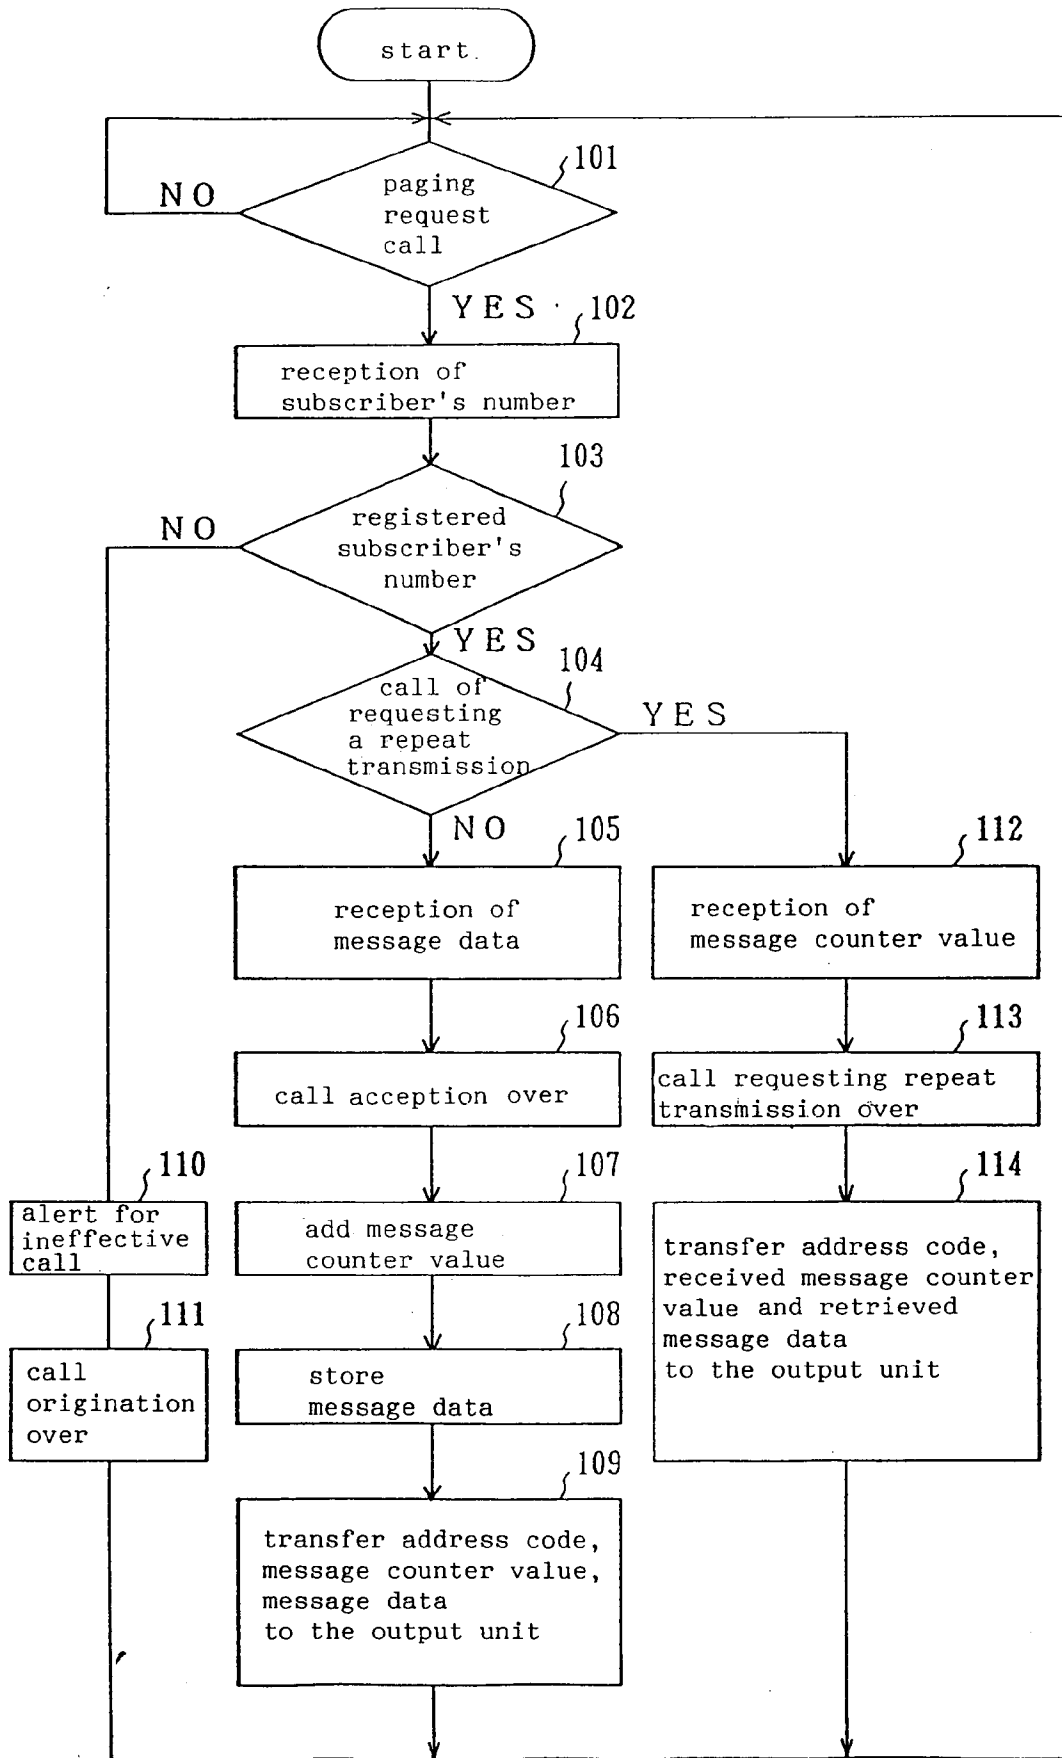 start
101
paging
request
call
NO
YES
102
reception of
subscriber's number
103
registered
subscriber's
number
NO
YES
104
call of
requesting
a repeat
transmission
YES
NO
105
reception of
message data
112
reception of
message counter value
106
call acception over
113
call requesting repeat
transmission over
110
alert for
ineffective
call
107
add message
counter value
114
transfer address code,
received message counter
value and retrieved
message data
to the output unit
111
call
origination
over
108
store
message data
109
transfer address code,
message counter value,
message data
to the output unit